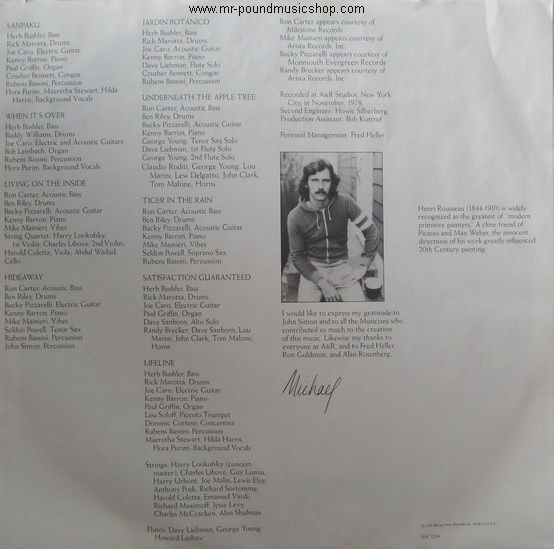 www.mr-poundmusicshop.com
SANPAKU
Herb Bushler, Bass
Rick Marotta, Drums
Joe Caro, Electric Guitar
Kenny Barron, Piano
Paul Griffin, Organ
Crusher Bennett, Congas
Rubens Bassini, Percussion
Flora Purim, Maeretha Stewart, Hilda
Harris, Background Vocals
WHEN IT'S OVER
Herb Bushler, Bass
Buddy Williams, Drums
Joe Caro, Electric and Acoustic Guitars
Bob Leinbach, Organ
Rubens Bassini, Percussion
Flora Purim, Background Vocals
LIVING ON THE INSIDE
Ron Carter, Acoustic Bass
Ben Riley, Drums
Bucky Pizzarelli, Acoustic Guitar
Kenny Barron, Piano
Mike Mainieri, Vibes
String Quartet: Harry Lookofsky,
1st Violin, Charles Libove, 2nd Violin,
Harold Coletta, Viola, Abdul Wadud,
Cello
HIDEAWAY
Ron Carter, Acoustic Bass
Ben Riley, Drums
Bucky Pizzarelli, Electric Guitar
Kenny Barron, Piano
Mike Mainieri, Vibes
Seldon Powell, Tenor Sax
Rubens Bassini, Percussion
John Simon, Percussion
JARDIN BOTANICO
Herb Bushler, Bass
Rick Marotta, Drums
Joe Caro, Acoustic Guitar
Kenny Barron, Piano
Dave Liebman, Flute Solo
Crusher Bennett, Congas
Rubens Bassini, Percussion
UNDERNEATH THE APPLE TREE
Ron Carter, Acoustic Bass
Ben Riley, Drums
Bucky Pizzarelli, Acoustic Guitar
Kenny Barron, Piano
George Young, Tenor Sax Solo
Dave Liebman, 1st Flute Solo
George Young, 2nd Flute Solo
Claudio Roditi, George Young, Lou
Marini, Lew Delgatto, John Clark,
Tom Malone; Horns
TIGER IN THE RAIN
Ron Carter, Acoustic Bass
Ben Riley, Drums
Bucky Pizzarelli, Acoustic Guitar
Kenny Barron, Piano
Mike Mainieri, Vibes
Seldon Powell, Soprano Sax
Rubens Bassini, Percussion
SATISFACTION GUARANTEED
Herb Bushler, Bass
Rick Marotta, Drums
Joe Caro, Electric Guitar
Paul Griffin, Organ
Dave Sanborn, Alto Solo
Randy Brecker, Dave Sanborn, Lou
Marini, John Clark, Tom Malone;
Horns
LIFELINE
Herb Bushler, Bass
Rick Marotta, Drums
Joe Caro, Electric Guitar
Kenny Barron, Piano
Paul Griffin, Organ
Lou Soloff, Piccolo Trumpet
Dominic Cortese, Concertina
Rubens Bassini, Percussion
Maeretha Stewart, Hilda Harris,
Flora Purim: Background Vocals
Strings: Harry Lookofsky (concert
master), Charles Libove, Guy Lumia,
Harry Urbont, Joe Malin, Lewis Eley,
Anthony Posk, Richard Sortomme,
Harold Coletta, Emanuel Vardi,
Richard Maximoff, Jesse Levy,
Charles McCracken, Alan Shulman
Flutes: Dave Liebman, George Young,
Howard Leshaw
Ron Carter appears courtesy of
Milestone Records
Mike Mainieri appears courtesy of
Arista Records, Inc.
Bucky Pizzarelli appears courtesy of
Monmouth Evergreen Records
Randy Brecker appears courtesy of
Arista Records, Inc.
Recorded at A&R Studios, New York
City, in November, 1978.
Second Engineer: Howie Silberberg
Production Assistant: Bob Kuttruf
Personal Management: Fred Heller
I would like to express my gratitude to
John Simon and to all the Musicians who
contributed so much to the creation
of this music. Likewise my thanks to
everyone at A&R, and to Fred Heller,
Ron Goldstein, and Alan Rosenberg.
Michael
Henri Rousseau (1844-1910) is widely
recognized as the greatest of "modern
primitive painters." A close friend of
Picasso and Max Weber, the innocent
directness of his work greatly influenced
20th Century painting.